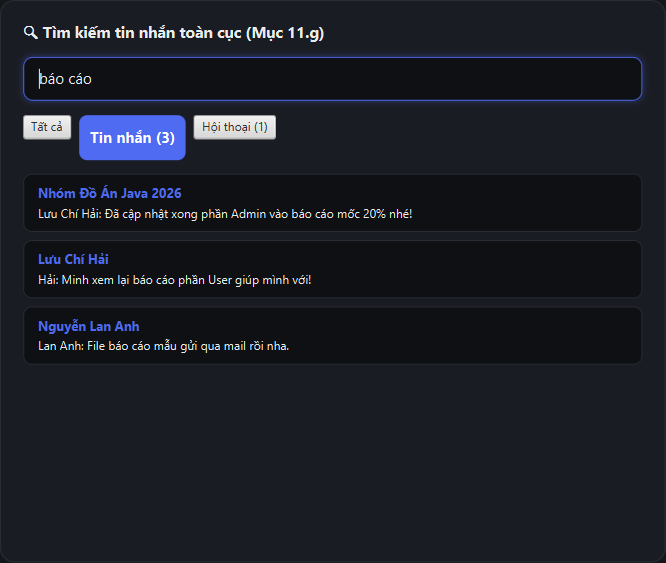 🔍 Tìm kiếm tin nhắn toàn cục (Mục 11.g)
báo cáo
Tất cả
Tin nhắn (3)
Hội thoại (1)
Nhóm Đồ Án Java 2026
Lưu Chí Hải: Đã cập nhật xong phần Admin vào báo cáo mốc 20% nhé!
Lưu Chí Hải
Hải: Minh xem lại báo cáo phần User giúp mình với!
Nguyễn Lan Anh
Lan Anh: File báo cáo mẫu gửi qua mail rồi nha.